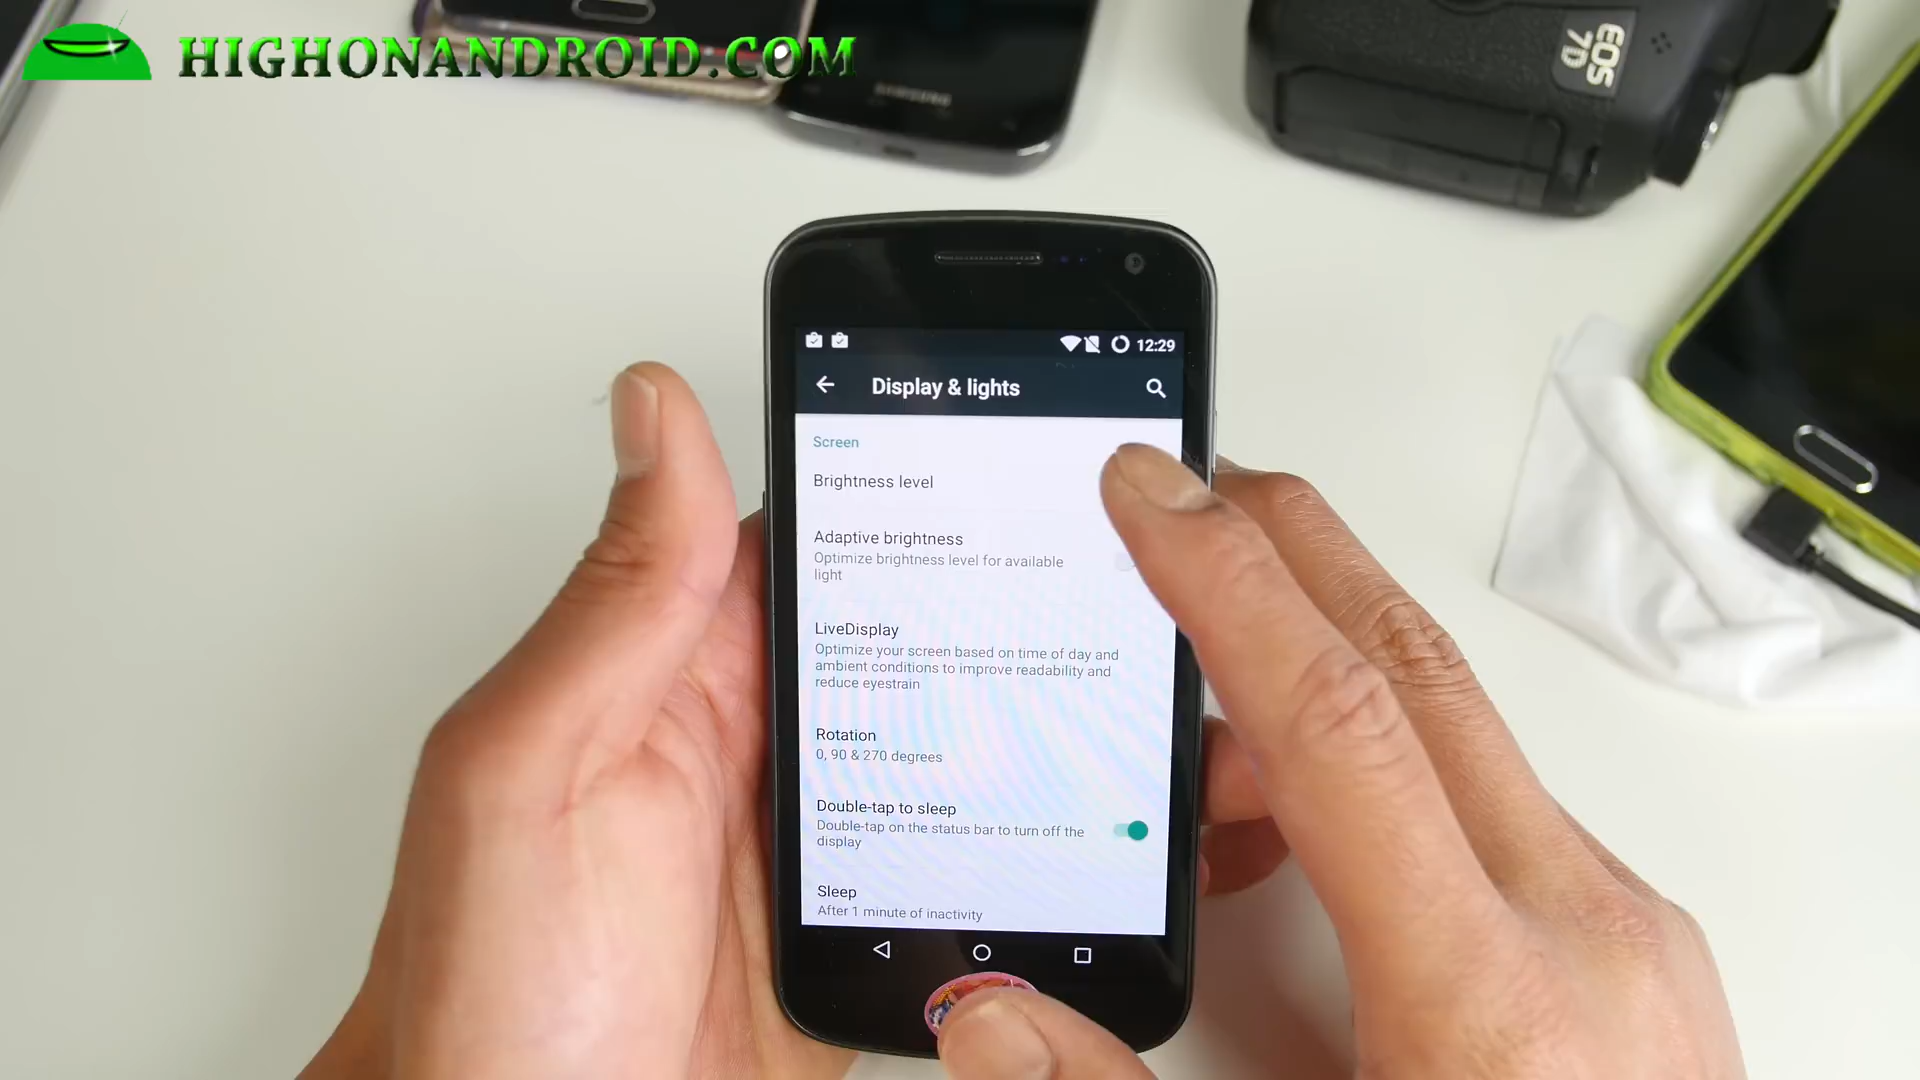 HIGHONANDROID.COM
SAMSUNG
EOS
7D
12:29
Display & lights
Screen
Brightness level
Adaptive brightness
Optimize brightness level for available
light
LiveDisplay
Optimize your screen based on time of day and
ambient conditions to improve readability and
reduce eyestrain
Rotation
0, 90 & 270 degrees
Double-tap to sleep
Double-tap on the status bar to turn off the
display
Sleep
After 1 minute of inactivity